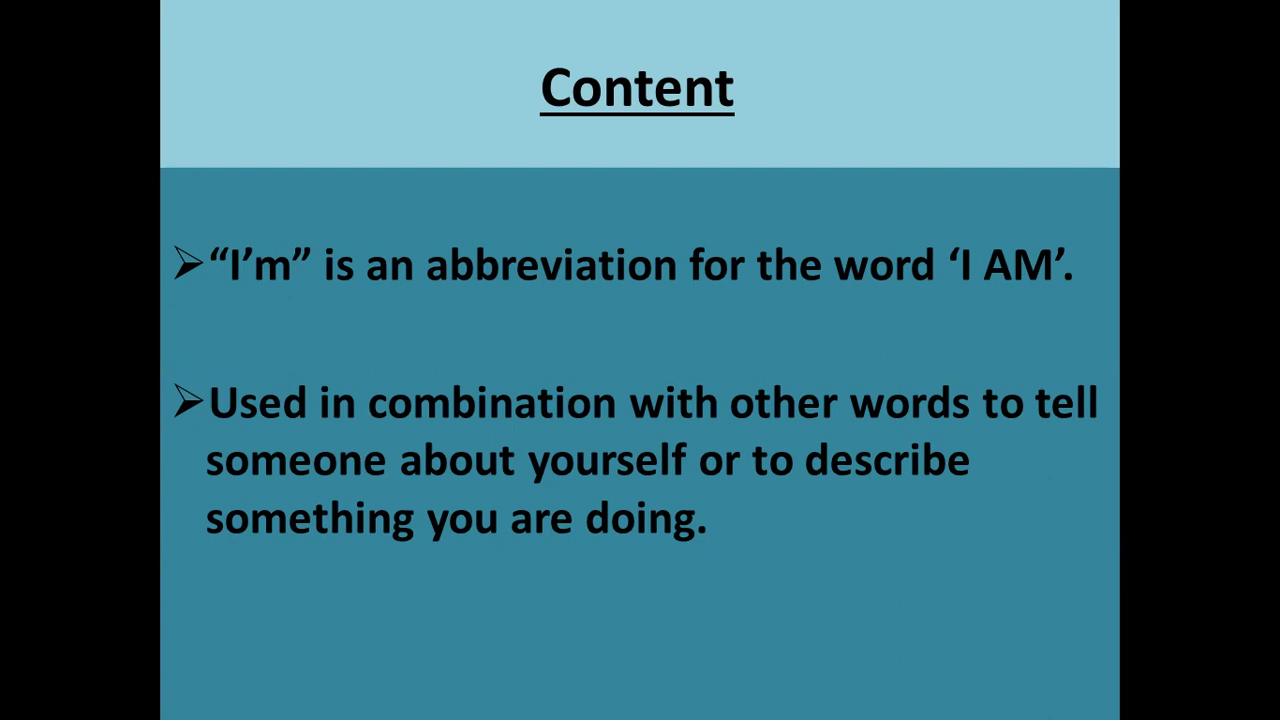 Content
➢“I’m” is an abbreviation for the word ‘I AM’.
➢Used in combination with other words to tell
someone about yourself or to describe
something you are doing.